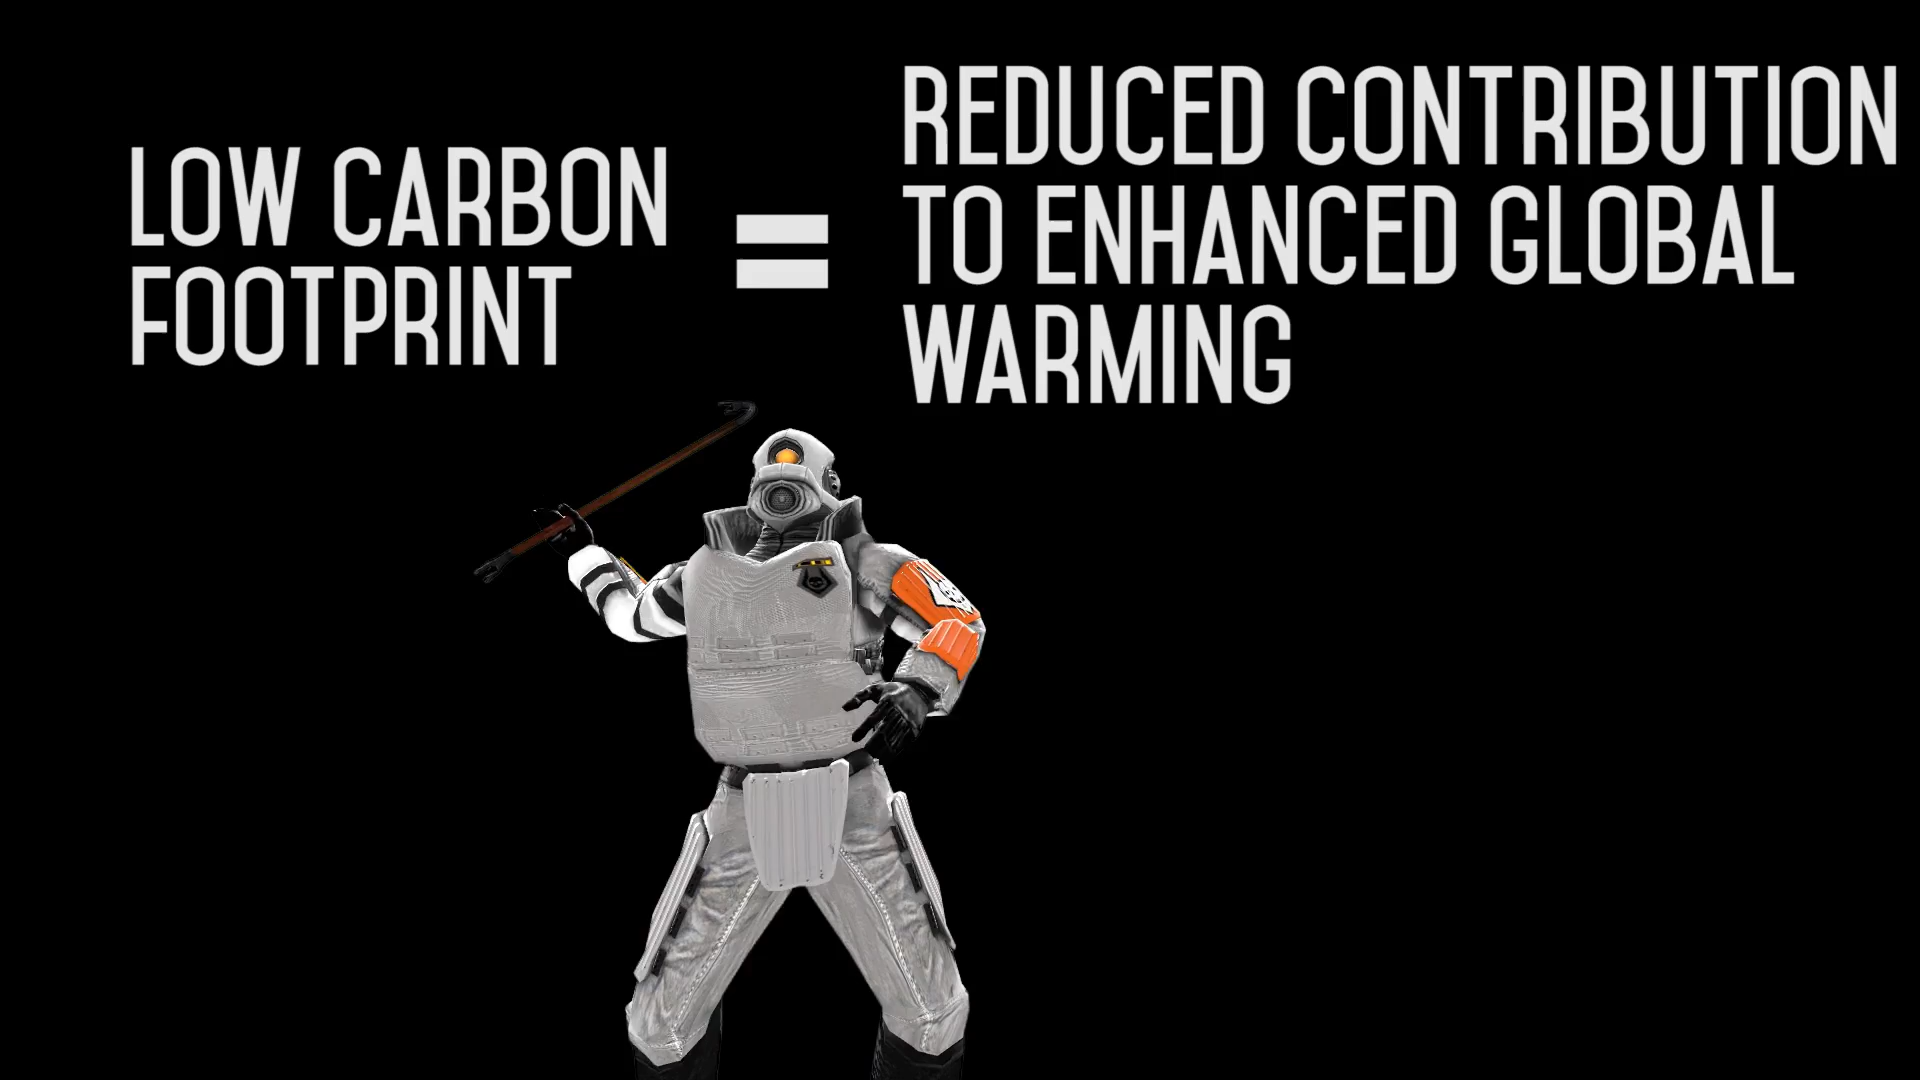 LOW CARBON
FOOTPRINT
=
REDUCED CONTRIBUTION
TO ENHANCED GLOBAL
WARMING